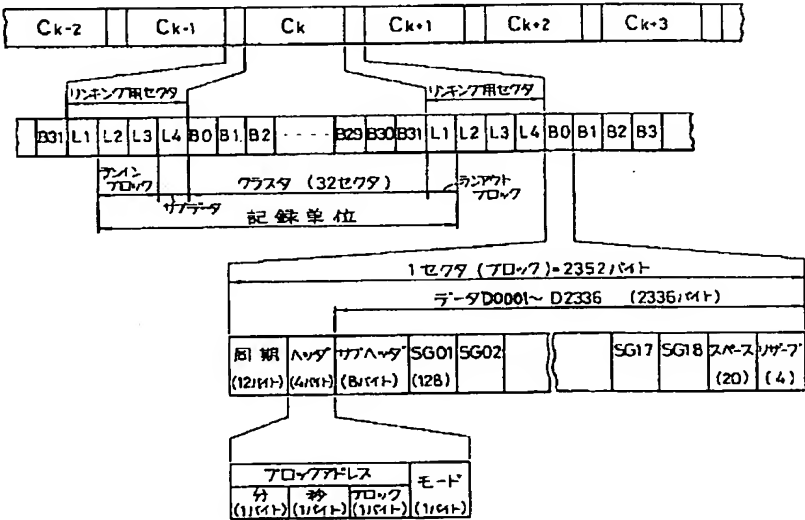 Ck-2 Ck-1 Ck Ck+1 Ck+2 Ck+3
リンキング用セクタ リンキング用セクタ
B31 L1 L2 L3 L4 B0 B1 B2 ---- B29 B30 B31 L1 L2 L3 L4 B0 B1 B2 B3
ランイン
ブロック
サブデータ
クラスタ (32セクタ)
ランアウト
ブロック
記録単位
1セクタ (ブロック)=2352バイト
データD0001~D2336 (2336バイト)
同期 ヘッダ サブヘッダ SG01 SG02 SG17 SG18 スペース リザーブ
(12バイト) (4バイト) (8バイト) (128) (20) (4)
ブロックアドレス モード
分 秒 ブロック
(1バイト) (1バイト) (1バイト) (1バイト)